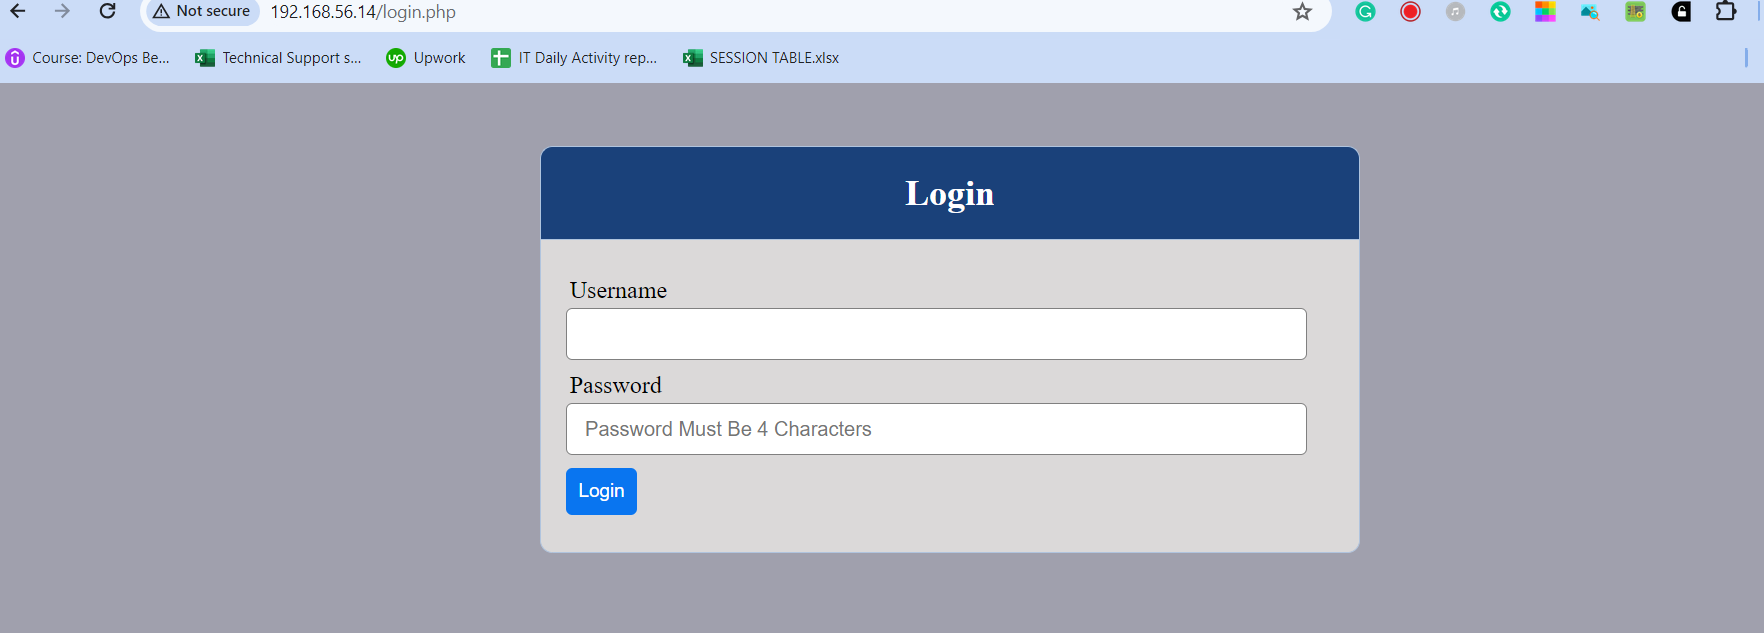 Not secure 192.168.56.14/login.php
Course: DevOps Be... Technical Support s... up Upwork IT Daily Activity rep... SESSION TABLE.xlsx
Login
Username
Password
Password Must Be 4 Characters
Login